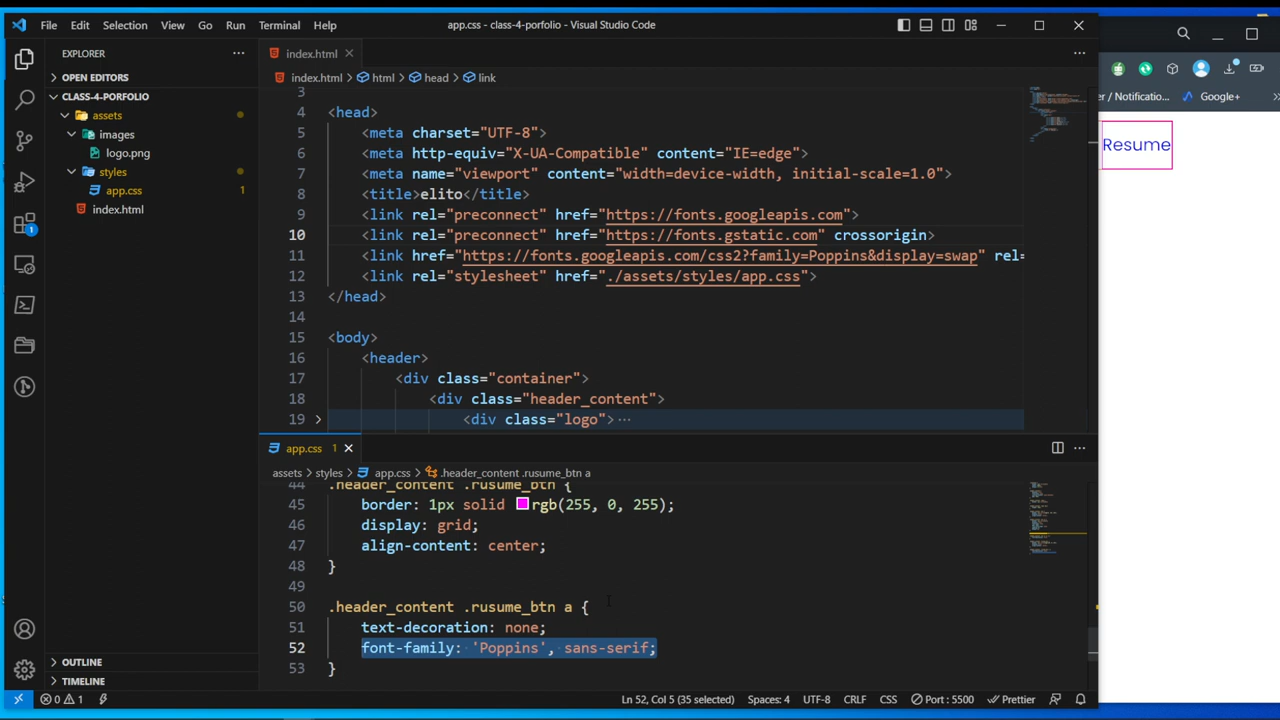 File Edit Selection View Go Run Terminal Help
app.css - class-4-porfolio - Visual Studio Code
EXPLORER
OPEN EDITORS
CLASS-4-PORFOLIO
assets
images
logo.png
styles
app.css 1
index.html
OUTLINE
TIMELINE
1
index.html
index.html > html > head > link
3
4 <head>
5 <meta charset="UTF-8">
6 <meta http-equiv="X-UA-Compatible" content="IE=edge">
7 <meta name="viewport" content="width=device-width, initial-scale=1.0">
8 <title>elito</title>
9 <link rel="preconnect" href="https://fonts.googleapis.com">
10 <link rel="preconnect" href="https://fonts.gstatic.com" crossorigin>
11 <link href="https://fonts.googleapis.com/css2?family=Poppins&display=swap" rel=
12 <link rel="stylesheet" href="./assets/styles/app.css">
13 </head>
14
15 <body>
16 <header>
17 <div class="container">
18 <div class="header_content">
19 <div class="logo"> ⋯
app.css 1
assets > styles > app.css > .header_content .rusume_btn a
44 .header_content .rusume_btn {
45 border: 1px solid rgb(255, 0, 255);
46 display: grid;
47 align-content: center;
48 }
49
50 .header_content .rusume_btn a {
51 text-decoration: none;
52 font-family: 'Poppins', sans-serif;
53 }
0 1 Ln 52, Col 5 (35 selected) Spaces: 4 UTF-8 CRLF CSS Port : 5500 Prettier
er / Notificatio... Google+
Resume